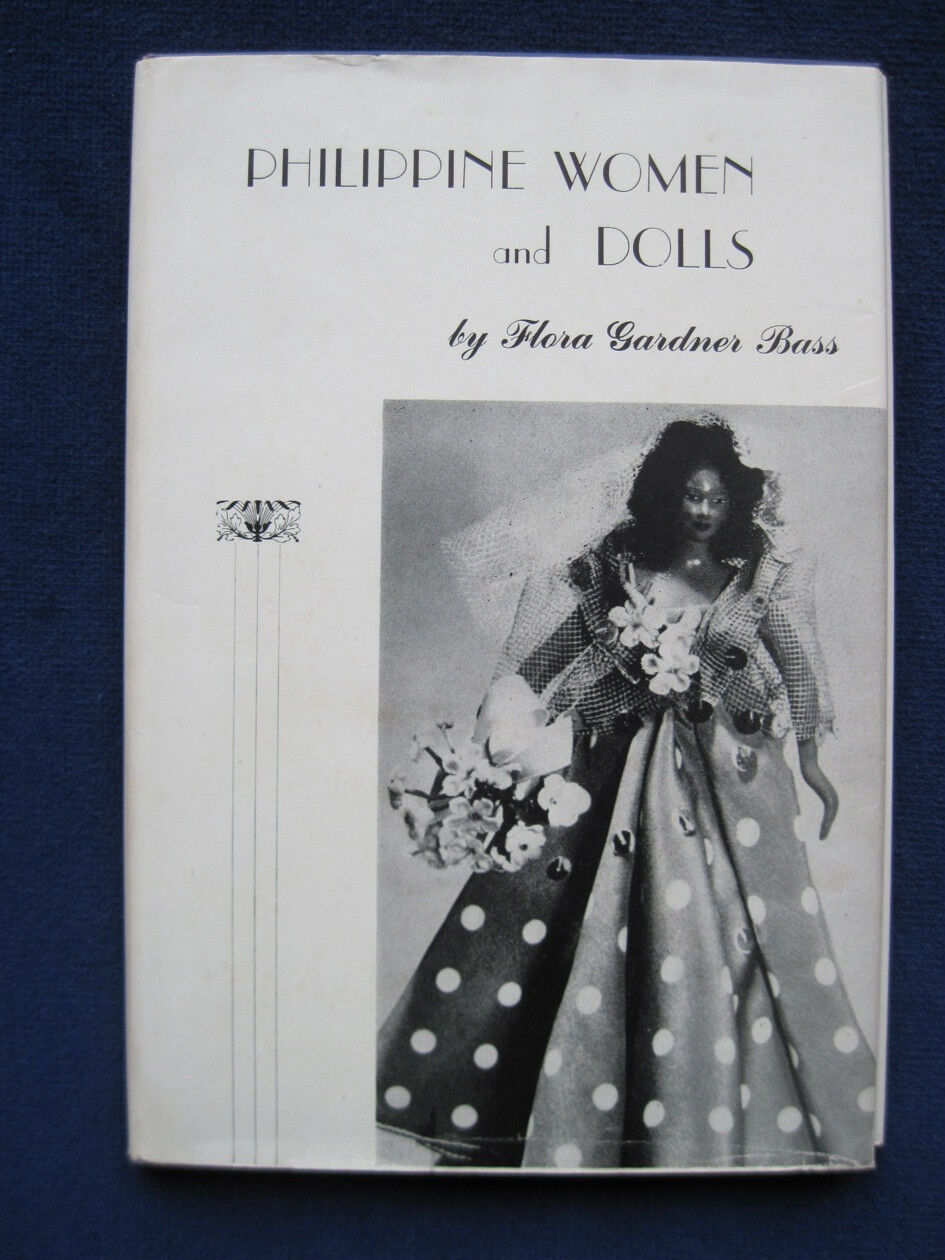 PHILIPPINE WOMEN
and DOLLS
by Flora Gardner Bass